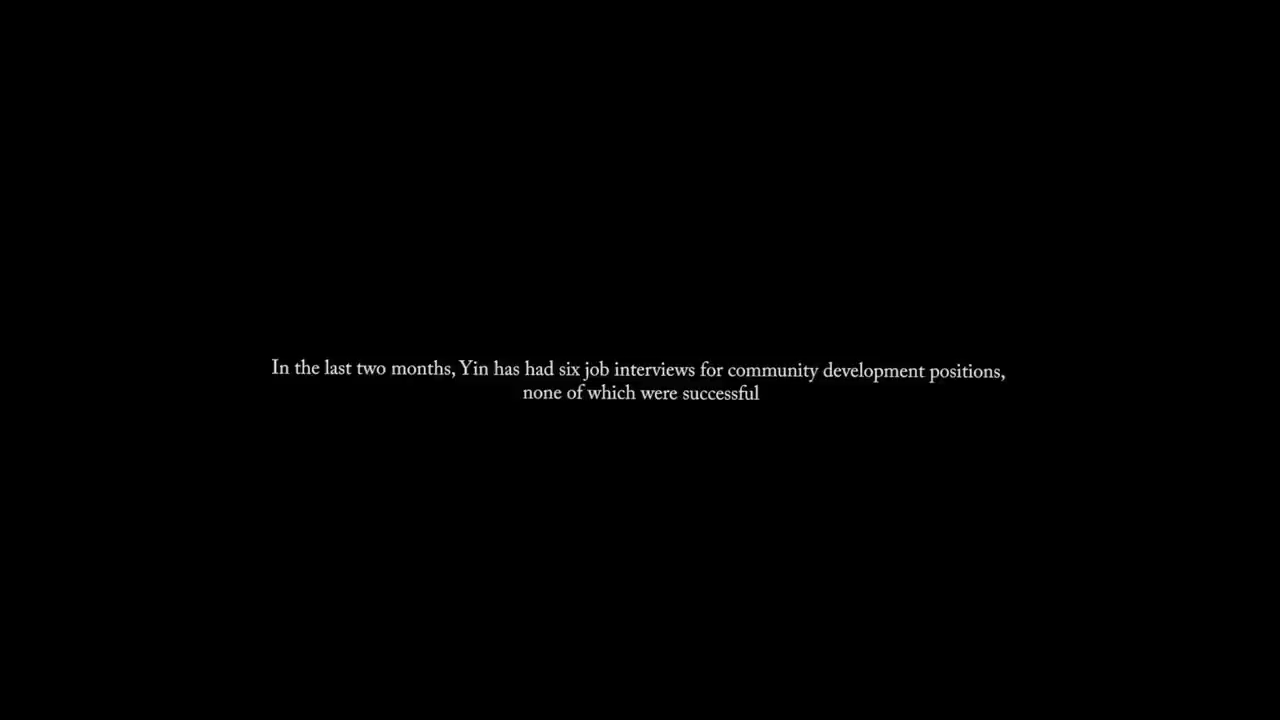 In the last two months, Yin has had six job interviews for community development positions,
none of which were successful